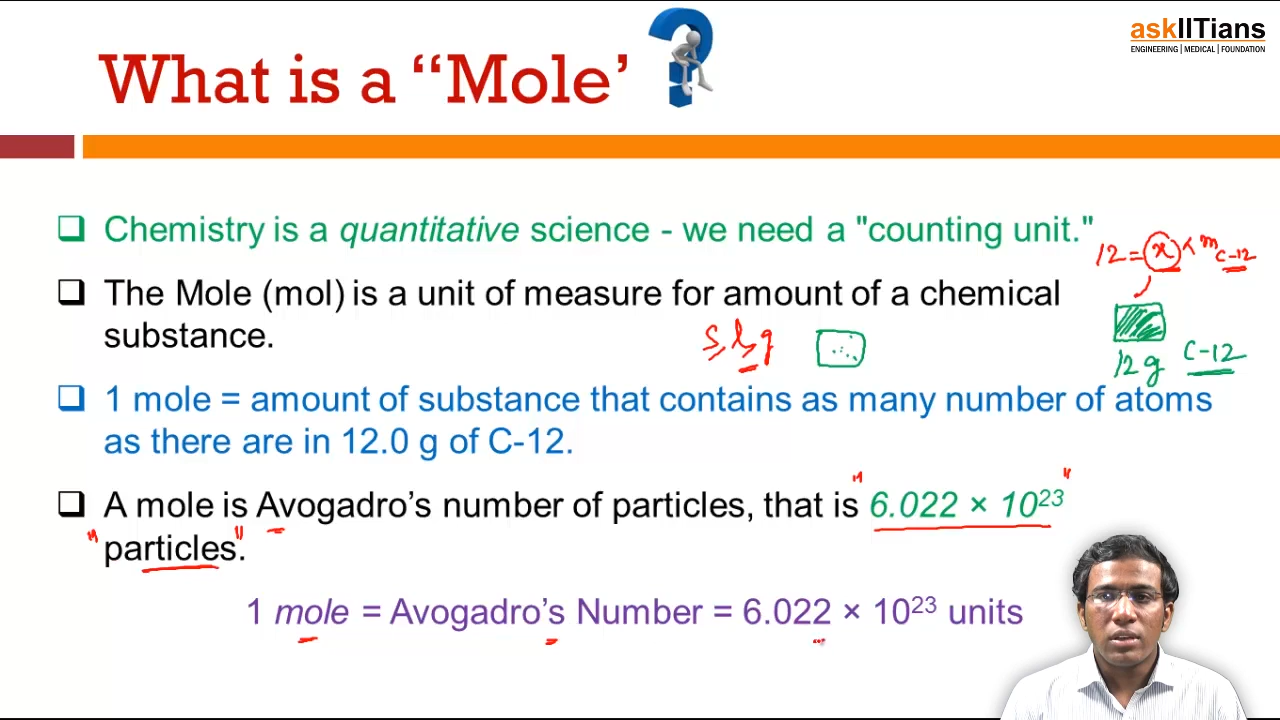 askIITians
ENGINEERING | MEDICAL | FOUNDATION
What is a “Mole’
❑ Chemistry is a quantitative science - we need a "counting unit."
12 = x × m C-12
❑ The Mole (mol) is a unit of measure for amount of a chemical
substance.
s, l, g
12 g C-12
❑ 1 mole = amount of substance that contains as many number of atoms
as there are in 12.0 g of C-12.
❑ A mole is Avogadro’s number of particles, that is "6.022 × 10²³"
"particles".
1 mole = Avogadro’s Number = 6.022 × 10²³ units